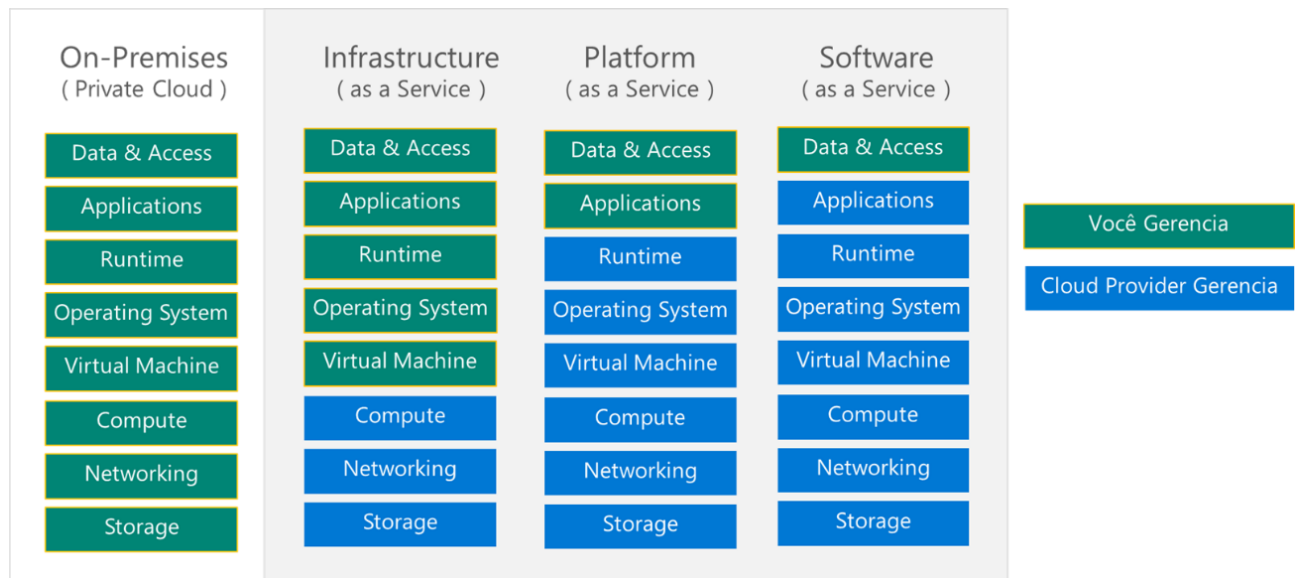 On-Premises
( Private Cloud )
Data & Access
Applications
Runtime
Operating System
Virtual Machine
Compute
Networking
Storage
Infrastructure
( as a Service )
Data & Access
Applications
Runtime
Operating System
Virtual Machine
Compute
Networking
Storage
Platform
( as a Service )
Data & Access
Applications
Runtime
Operating System
Virtual Machine
Compute
Networking
Storage
Software
( as a Service )
Data & Access
Applications
Runtime
Operating System
Virtual Machine
Compute
Networking
Storage
Você Gerencia
Cloud Provider Gerencia